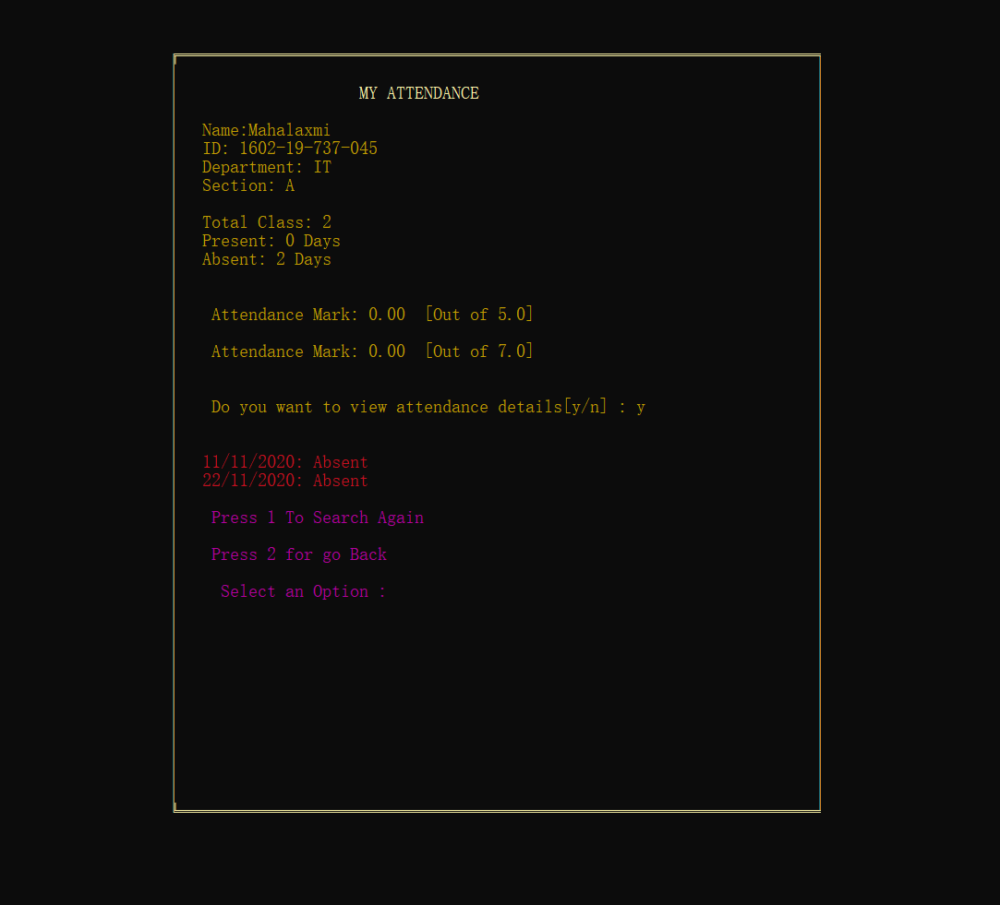 MY ATTENDANCE
Name:Mahalaxmi
ID: 1602-19-737-045
Department: IT
Section: A
Total Class: 2
Present: 0 Days
Absent: 2 Days
Attendance Mark: 0.00  [Out of 5.0]
Attendance Mark: 0.00  [Out of 7.0]
Do you want to view attendance details[y/n] : y
11/11/2020: Absent
22/11/2020: Absent
Press 1 To Search Again
Press 2 for go Back
Select an Option :